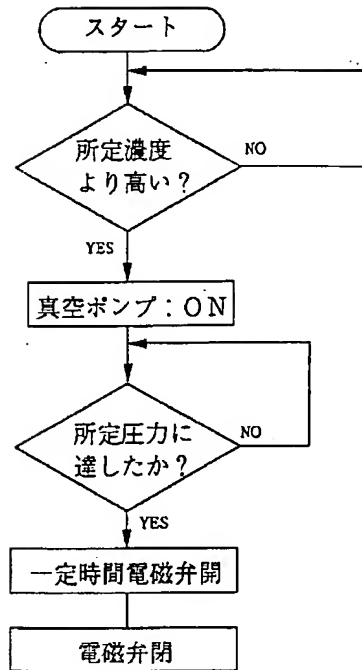 スタート
所定濃度
より高い？
NO
YES
真空ポンプ：ON
所定圧力に
達したか？
NO
YES
一定時間電磁弁開
電磁弁閉